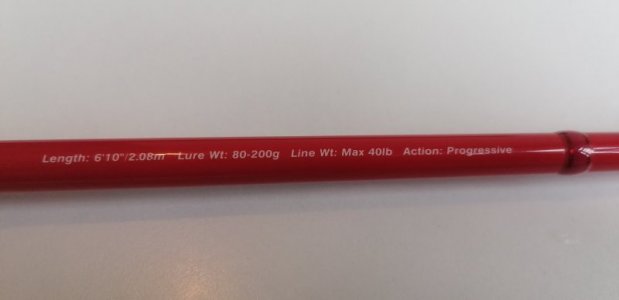 Length: 6'10"/2.08m Lure Wt: 80-200g Line Wt: Max 40lb Action: Progressive